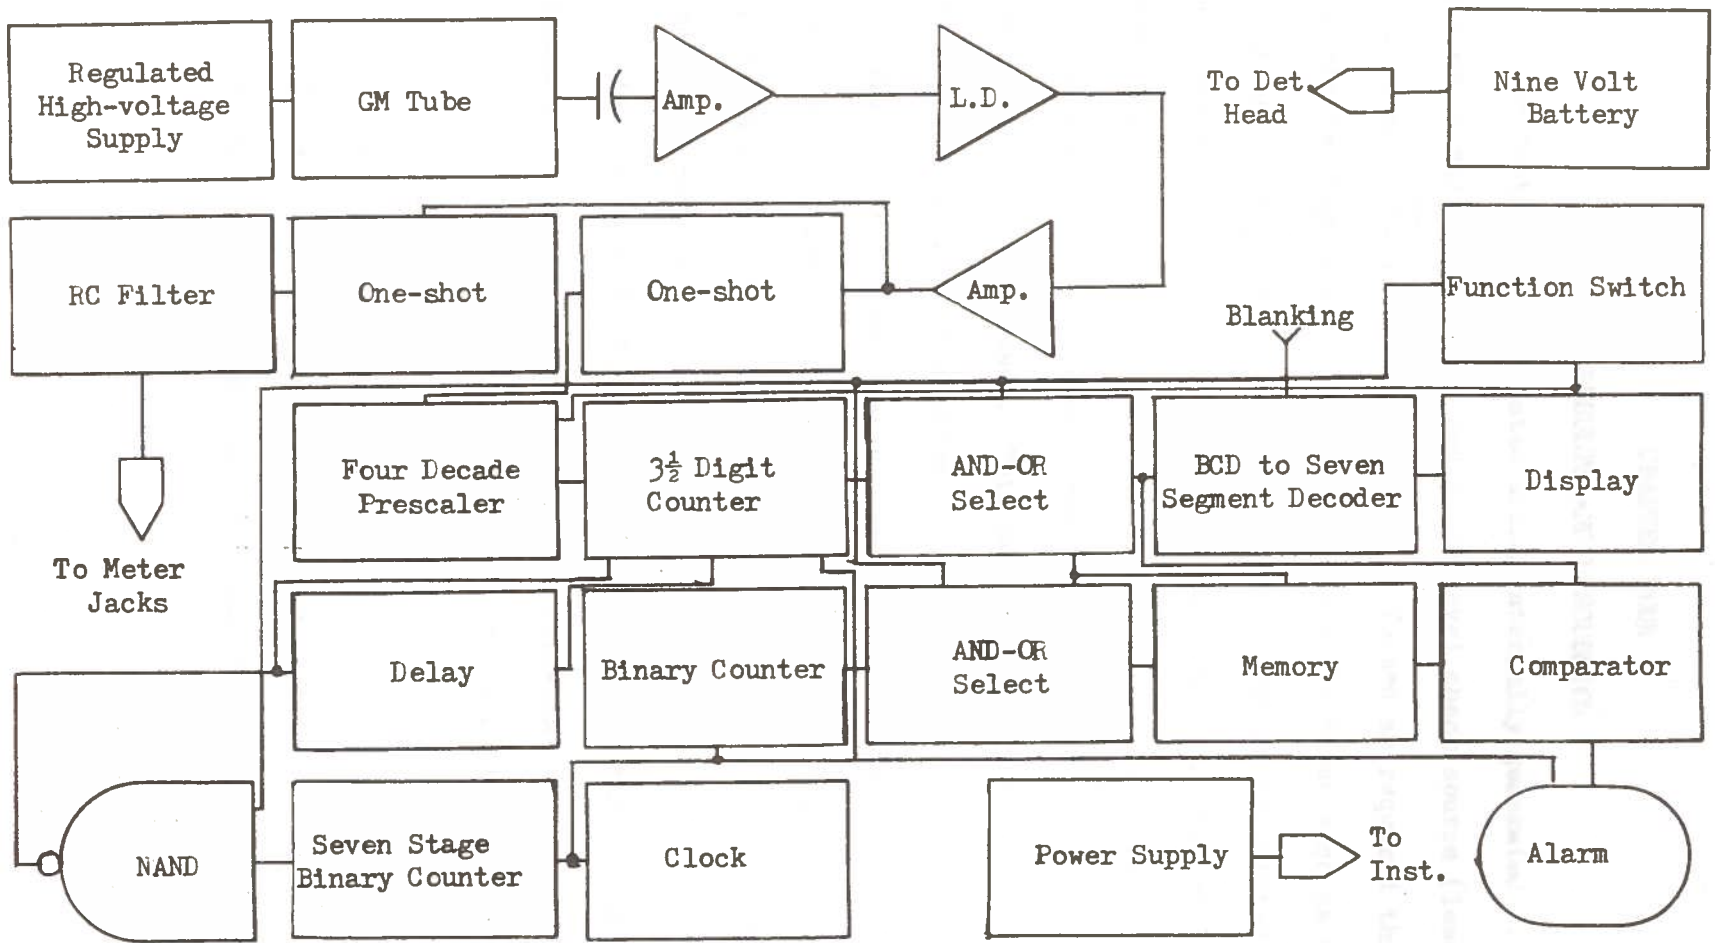 Regulated
High-voltage
Supply
GM Tube
Amp.
L.D.
To Det.
Head
Nine Volt
Battery
RC Filter
One-shot
One-shot
Amp.
Blanking
Function Switch
Four Decade
Prescaler
3½ Digit
Counter
AND-OR
Select
BCD to Seven
Segment Decoder
Display
To Meter
Jacks
Delay
Binary Counter
AND-OR
Select
Memory
Comparator
NAND
Seven Stage
Binary Counter
Clock
Power Supply
To
Inst.
Alarm